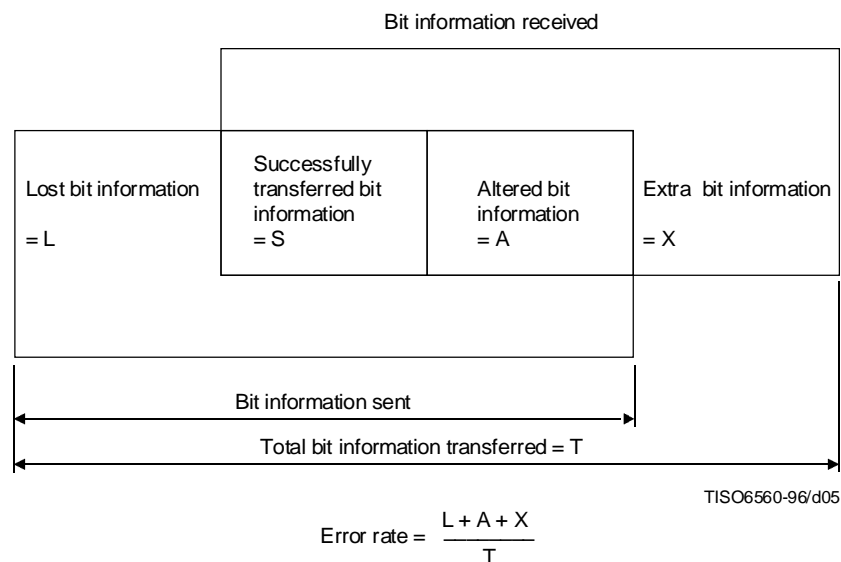 Bit information received
Lost bit information
= L
Successfully
transferred bit
information
= S
Altered bit
information
= A
Extra bit information
= X
Bit information sent
Total bit information transferred = T
TISO6560-96/d05
Error rate = L + A + X
T